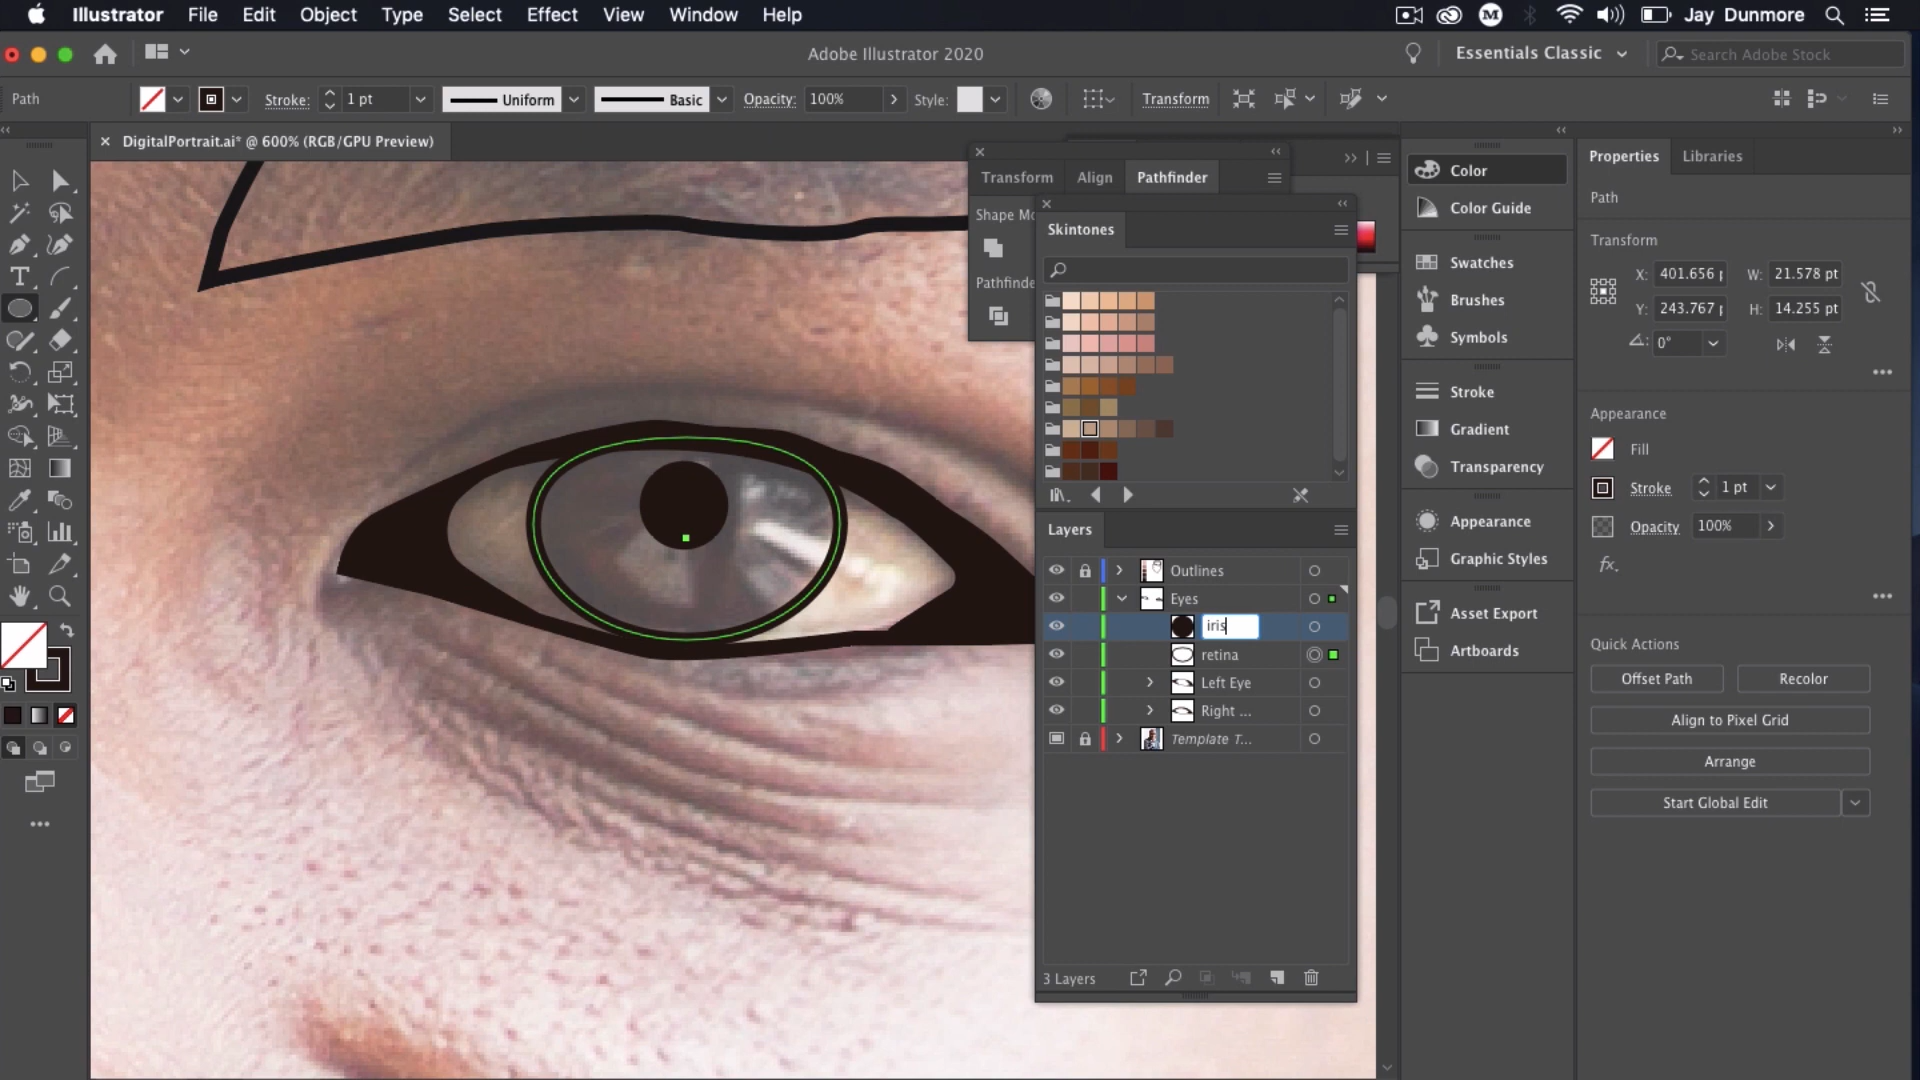 Illustrator File Edit Object Type Select Effect View Window Help
Jay Dunmore
Adobe Illustrator 2020
Essentials Classic
Search Adobe Stock
Path
Stroke: 1 pt
Uniform
Basic
Opacity: 100%
Style:
Transform
× DigitalPortrait.ai* @ 600% (RGB/GPU Preview)
Transform Align Pathfinder
Shape Mo
Pathfinde
Skintones
Layers
Outlines
Eyes
iris
retina
Left Eye
Right ...
Template T...
3 Layers
Color
Color Guide
Swatches
Brushes
Symbols
Stroke
Gradient
Transparency
Appearance
Graphic Styles
Asset Export
Artboards
Properties Libraries
Path
Transform
X: 401.656 p W: 21.578 pt
Y: 243.767 p H: 14.255 pt
0°
Appearance
Fill
Stroke 1 pt
Opacity 100%
fx.
Quick Actions
Offset Path Recolor
Align to Pixel Grid
Arrange
Start Global Edit